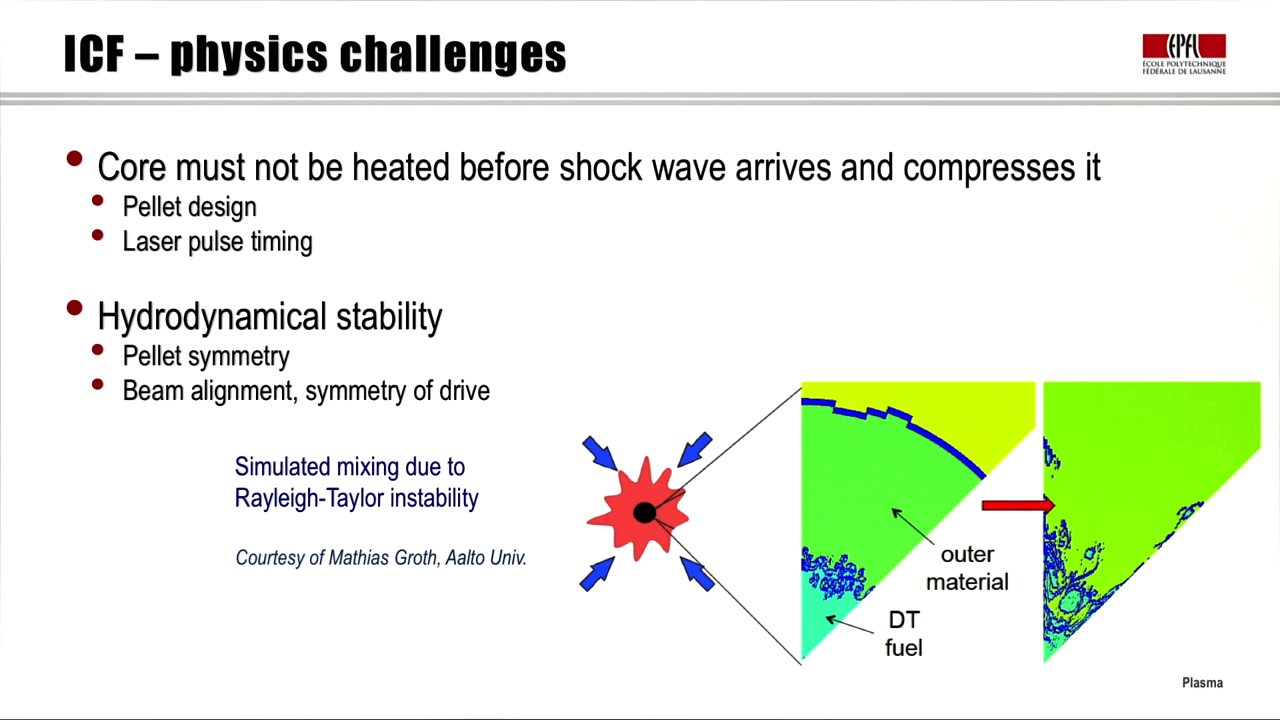 ICF – physics challenges
EPFL
ÉCOLE POLYTECHNIQUE
FÉDÉRALE DE LAUSANNE
• Core must not be heated before shock wave arrives and compresses it
• Pellet design
• Laser pulse timing
• Hydrodynamical stability
• Pellet symmetry
• Beam alignment, symmetry of drive
Simulated mixing due to
Rayleigh-Taylor instability
Courtesy of Mathias Groth, Aalto Univ.
outer
material
DT
fuel
Plasma